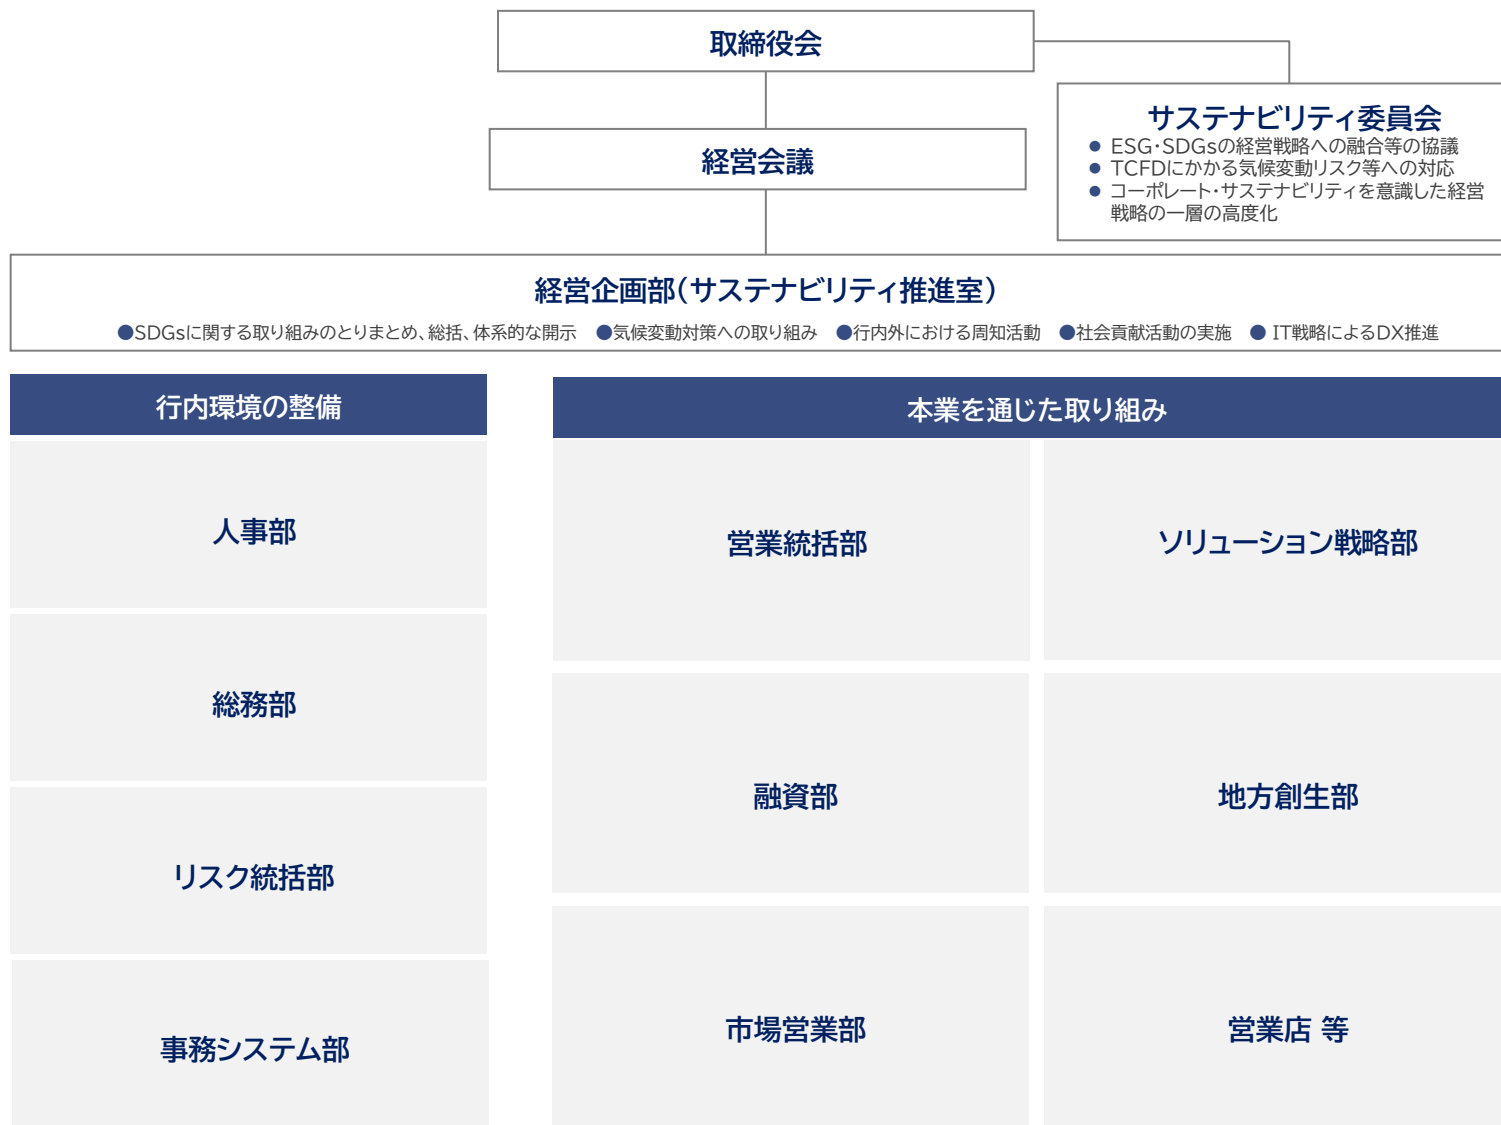 取締役会
サステナビリティ委員会
● ESG・SDGsの経営戦略への融合等の協議
● TCFDにかかる気候変動リスク等への対応
● コーポレート・サステナビリティを意識した経営
戦略の一層の高度化
経営会議
経営企画部（サステナビリティ推進室）
●SDGsに関する取り組みのとりまとめ、総括、体系的な開示 ●気候変動対策への取り組み ●行内外における周知活動 ●社会貢献活動の実施 ● IT戦略によるDX推進
行内環境の整備
人事部
総務部
リスク統括部
事務システム部
本業を通じた取り組み
営業統括部
ソリューション戦略部
融資部
地方創生部
市場営業部
営業店 等